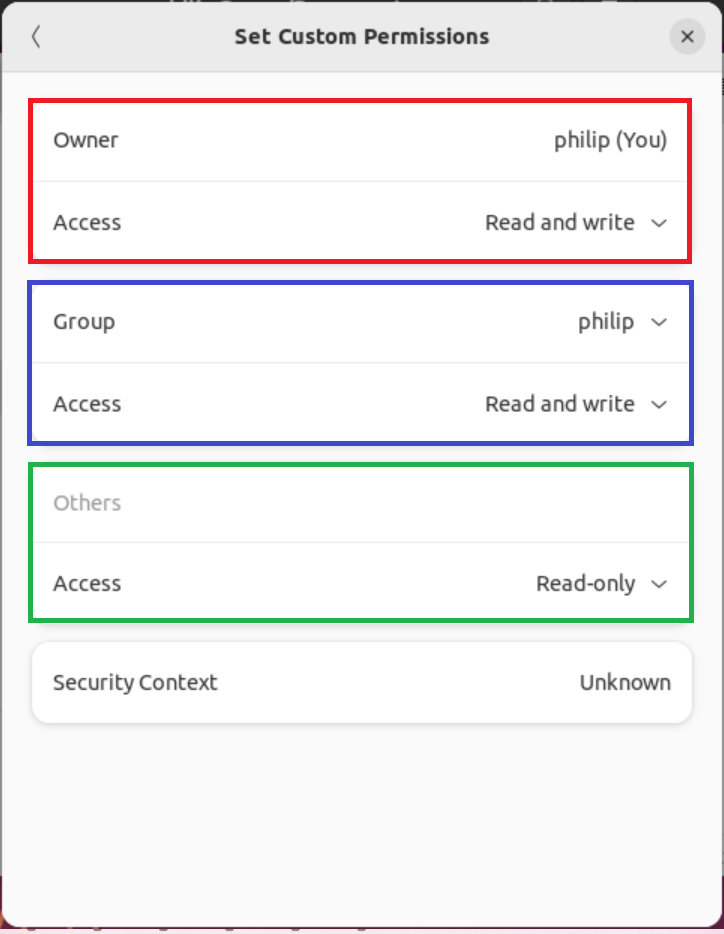 Set Custom Permissions
Owner philip (You)
Access Read and write
Group philip
Access Read and write
Others
Access Read-only
Security Context Unknown